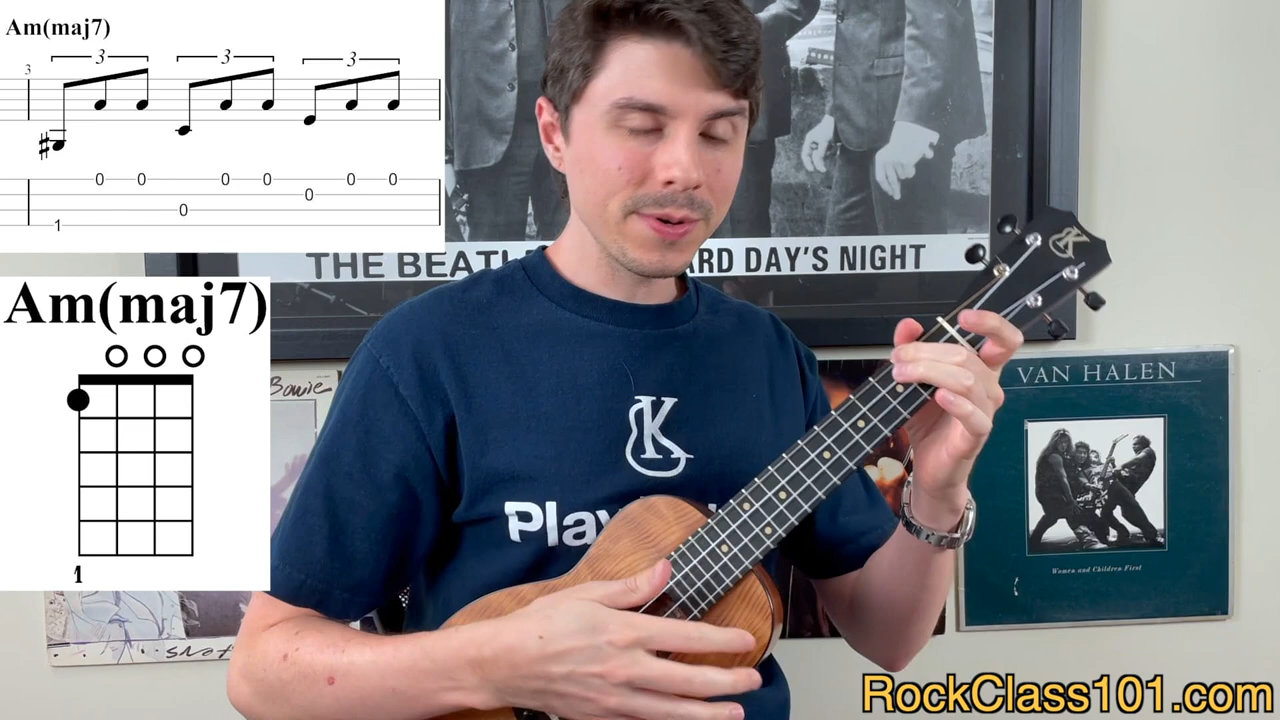 Am(maj7)
3 3 3
3
♯
0 0 0 0 0 0
0
0
1
Am(maj7)
1
THE BEATL ARD DAY'S NIGHT
Bowie
VAN HALEN
K
K
Play
Women and Children First
RockClass101.com